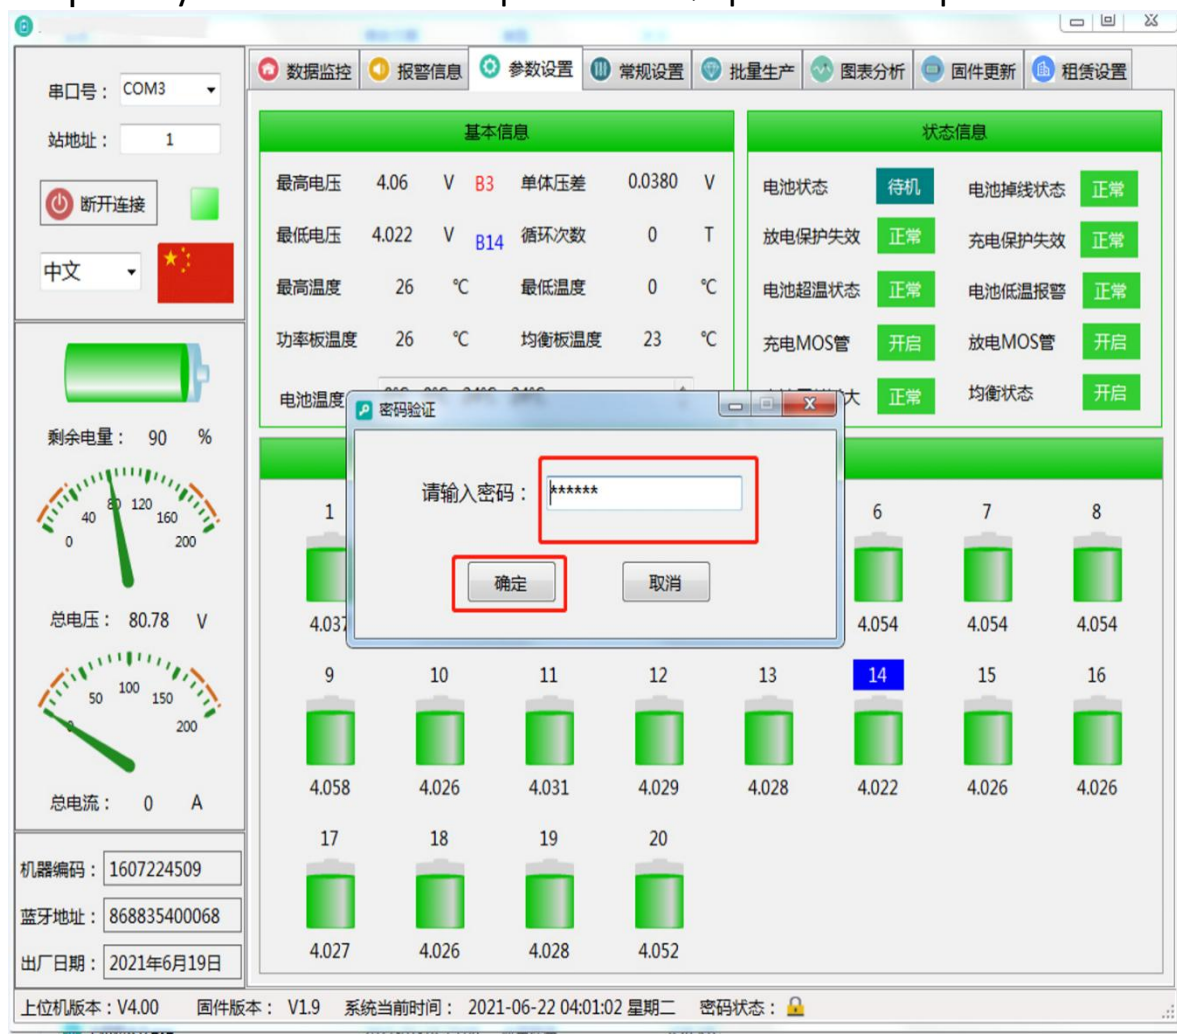 数据监控 报警信息 参数设置 常规设置 批量生产 图表分析 固件更新 租赁设置
串口号： COM3
站地址： 1
断开连接
中文
基本信息
最高电压 4.06 V B3 单体压差 0.0380 V
最低电压 4.022 V B14 循环次数 0 T
最高温度 26 ℃ 最低温度 0 ℃
功率板温度 26 ℃ 均衡板温度 23 ℃
电池温度
状态信息
电池状态 待机 电池掉线状态 正常
放电保护失效 正常 充电保护失效 正常
电池超温状态 正常 电池低温报警 正常
充电MOS管 开启 放电MOS管 开启
大 正常 均衡状态 开启
密码验证
请输入密码： ******
确定 取消
剩余电量： 90 %
0 40 80 120 160 200
总电压： 80.78 V
0 50 100 150 200
总电流： 0 A
1 6 7 8
4.037 4.054 4.054 4.054
9 10 11 12 13 14 15 16
4.058 4.026 4.031 4.029 4.028 4.022 4.026 4.026
17 18 19 20
4.027 4.026 4.028 4.052
机器编码： 1607224509
蓝牙地址： 868835400068
出厂日期： 2021年6月19日
上位机版本：V4.00 固件版本： V1.9 系统当前时间： 2021-06-22 04:01:02 星期二 密码状态：